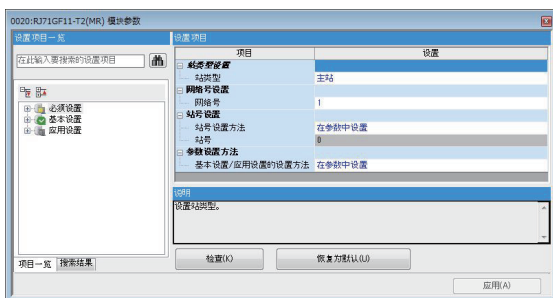 0020:RJ71GF11-T2(MR) 模块参数
设置项目一览
在此输入要搜索的设置项目
必须设置
基本设置
应用设置
项目一览 搜索结果
设置项目
项目 设置
站类型设置
站类型 主站
网络号设置
网络号 1
站号设置
站号设置方法 在参数中设置
站号 0
参数设置方法
基本设置/应用设置的设置方法 在参数中设置
说明
设置站类型。
检查(K) 恢复为默认(U)
应用(A)